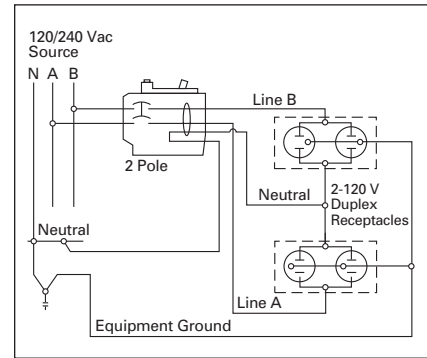 120/240 Vac
Source
N A B
Line B
2 Pole
Neutral
2-120 V
Duplex
Receptacles
Neutral
Line A
Equipment Ground